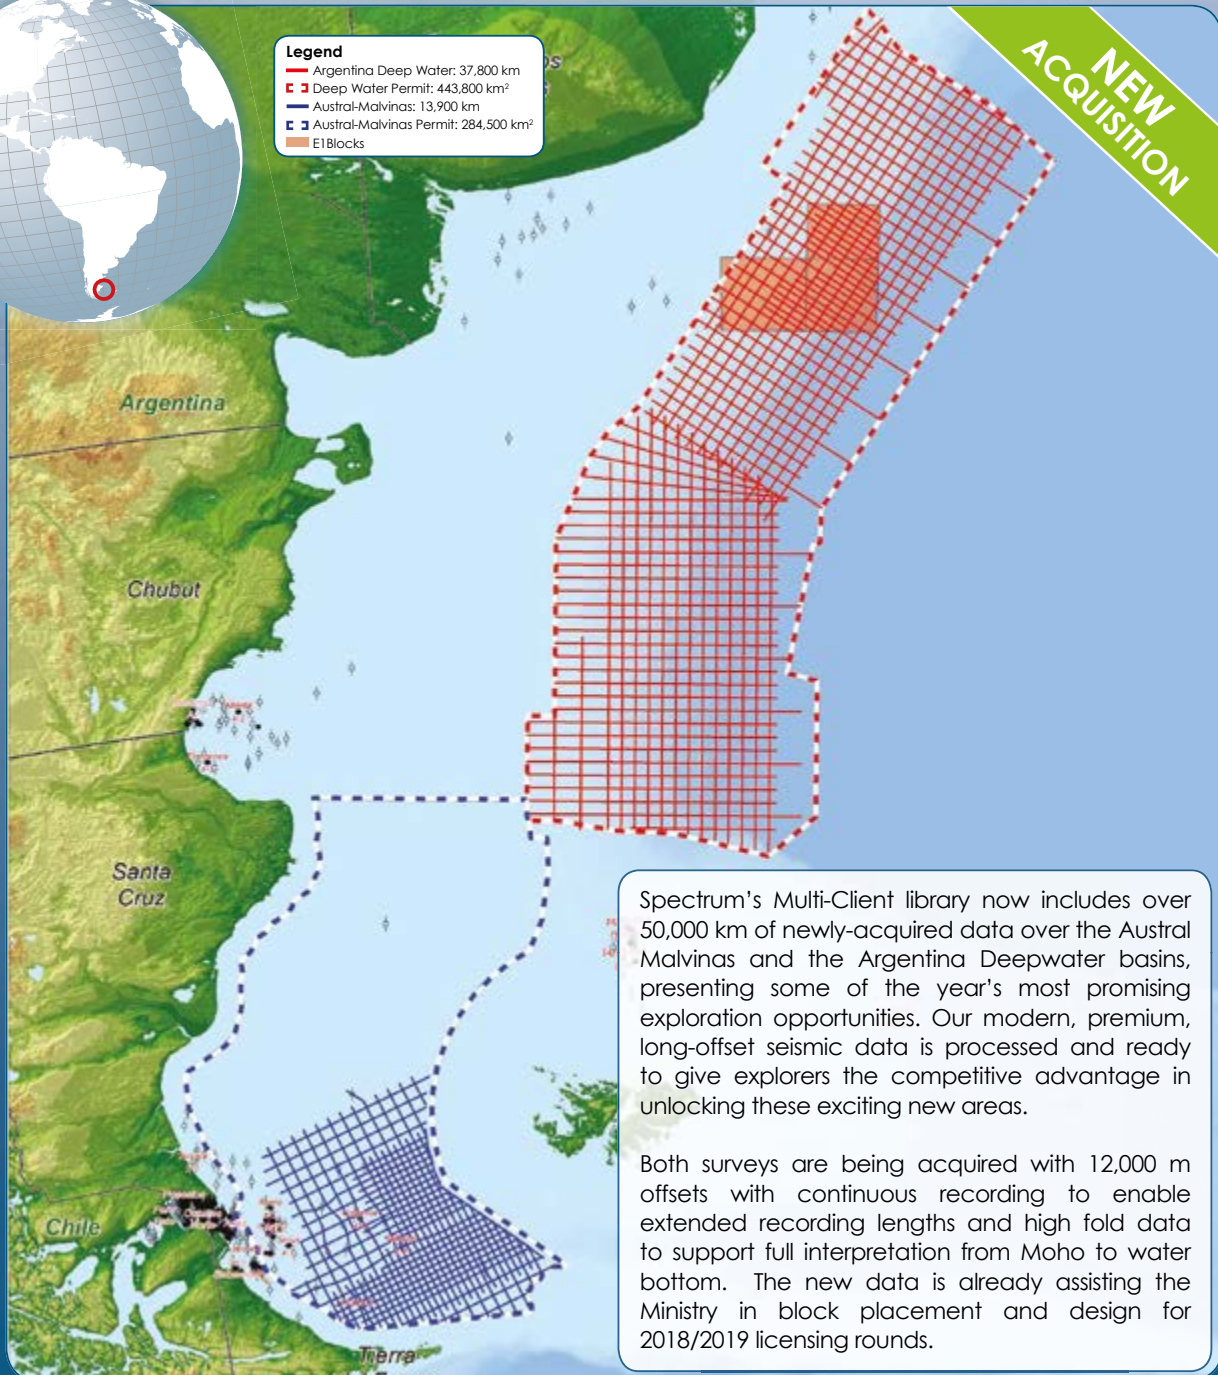 Legend
Argentina Deep Water: 37,800 km
Deep Water Permit: 443,800 km²
Austral-Malvinas: 13,900 km
Austral-Malvinas Permit: 284,500 km²
E1Blocks
NEW
ACQUISITION
Argentina
Chubut
Santa
Cruz
Chile
Tierra
Spectrum's Multi-Client library now includes over
50,000 km of newly-acquired data over the Austral
Malvinas and the Argentina Deepwater basins,
presenting some of the year's most promising
exploration opportunities. Our modern, premium,
long-offset seismic data is processed and ready
to give explorers the competitive advantage in
unlocking these exciting new areas.
Both surveys are being acquired with 12,000 m
offsets with continuous recording to enable
extended recording lengths and high fold data
to support full interpretation from Moho to water
bottom. The new data is already assisting the
Ministry in block placement and design for
2018/2019 licensing rounds.